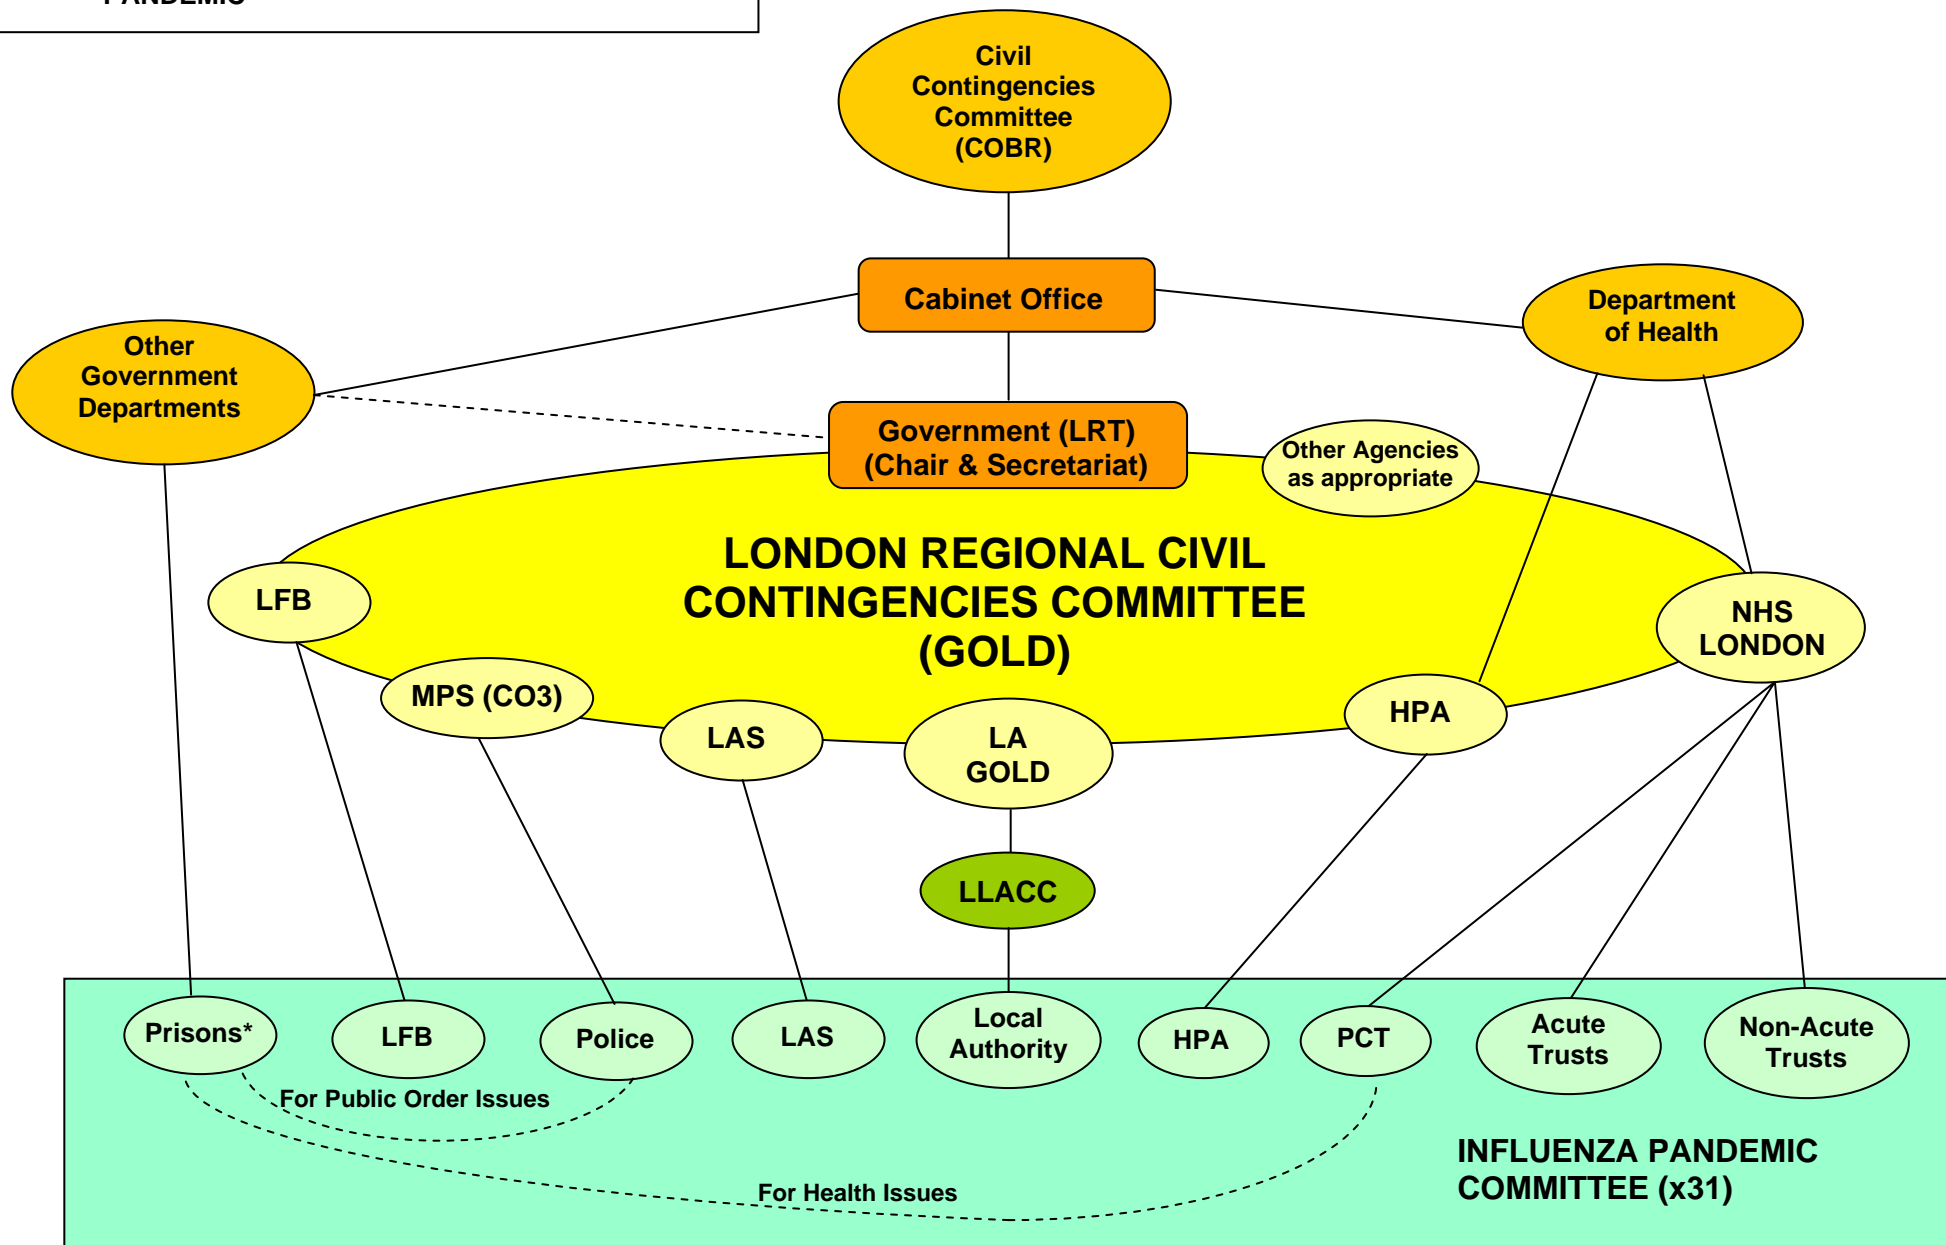 PANDEMIC
Civil
Contingencies
Committee
(COBR)
Cabinet Office
Department
of Health
Other
Government
Departments
Government (LRT)
(Chair & Secretariat)
Other Agencies
as appropriate
LONDON REGIONAL CIVIL
CONTINGENCIES COMMITTEE
(GOLD)
LFB
NHS
LONDON
MPS (CO3)
LAS
LA
GOLD
HPA
LLACC
Prisons*
LFB
Police
LAS
Local
Authority
HPA
PCT
Acute
Trusts
Non-Acute
Trusts
For Public Order Issues
For Health Issues
INFLUENZA PANDEMIC
COMMITTEE (x31)